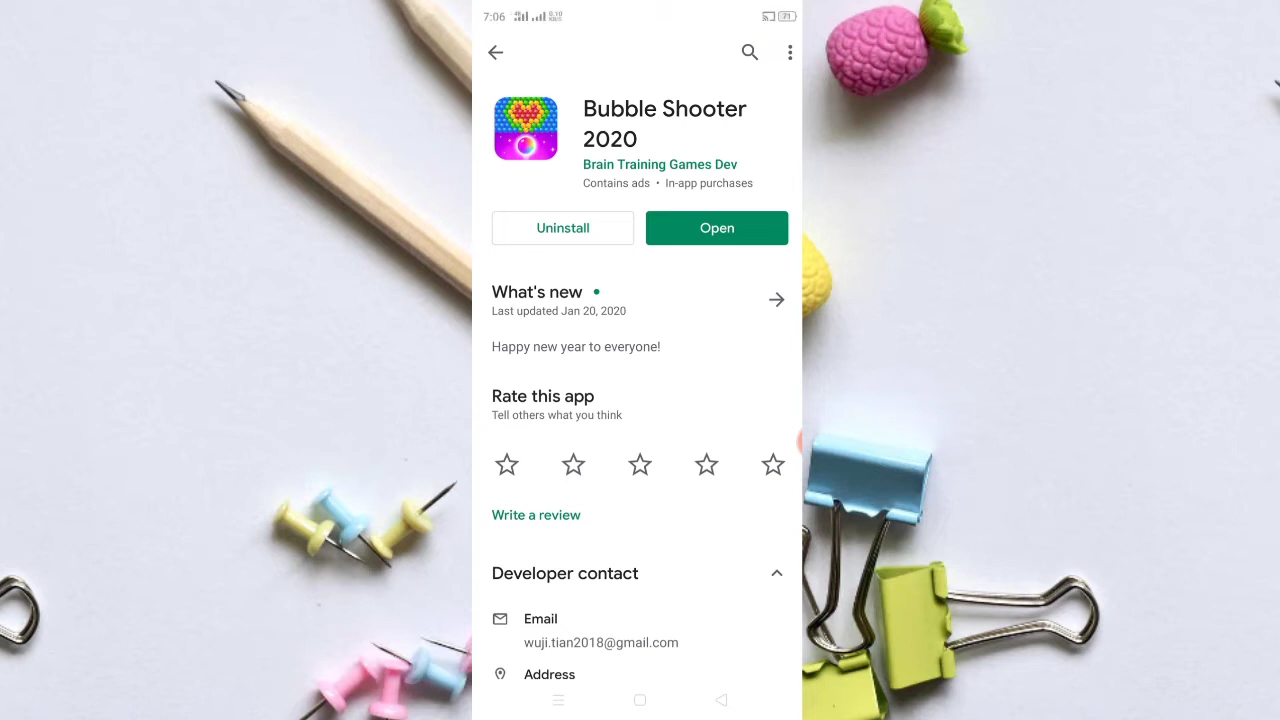 7:06 71
Bubble Shooter
2020
Brain Training Games Dev
Contains ads • In-app purchases
Uninstall Open
What's new •
Last updated Jan 20, 2020
Happy new year to everyone!
Rate this app
Tell others what you think
Write a review
Developer contact
Email
wuji.tian2018@gmail.com
Address